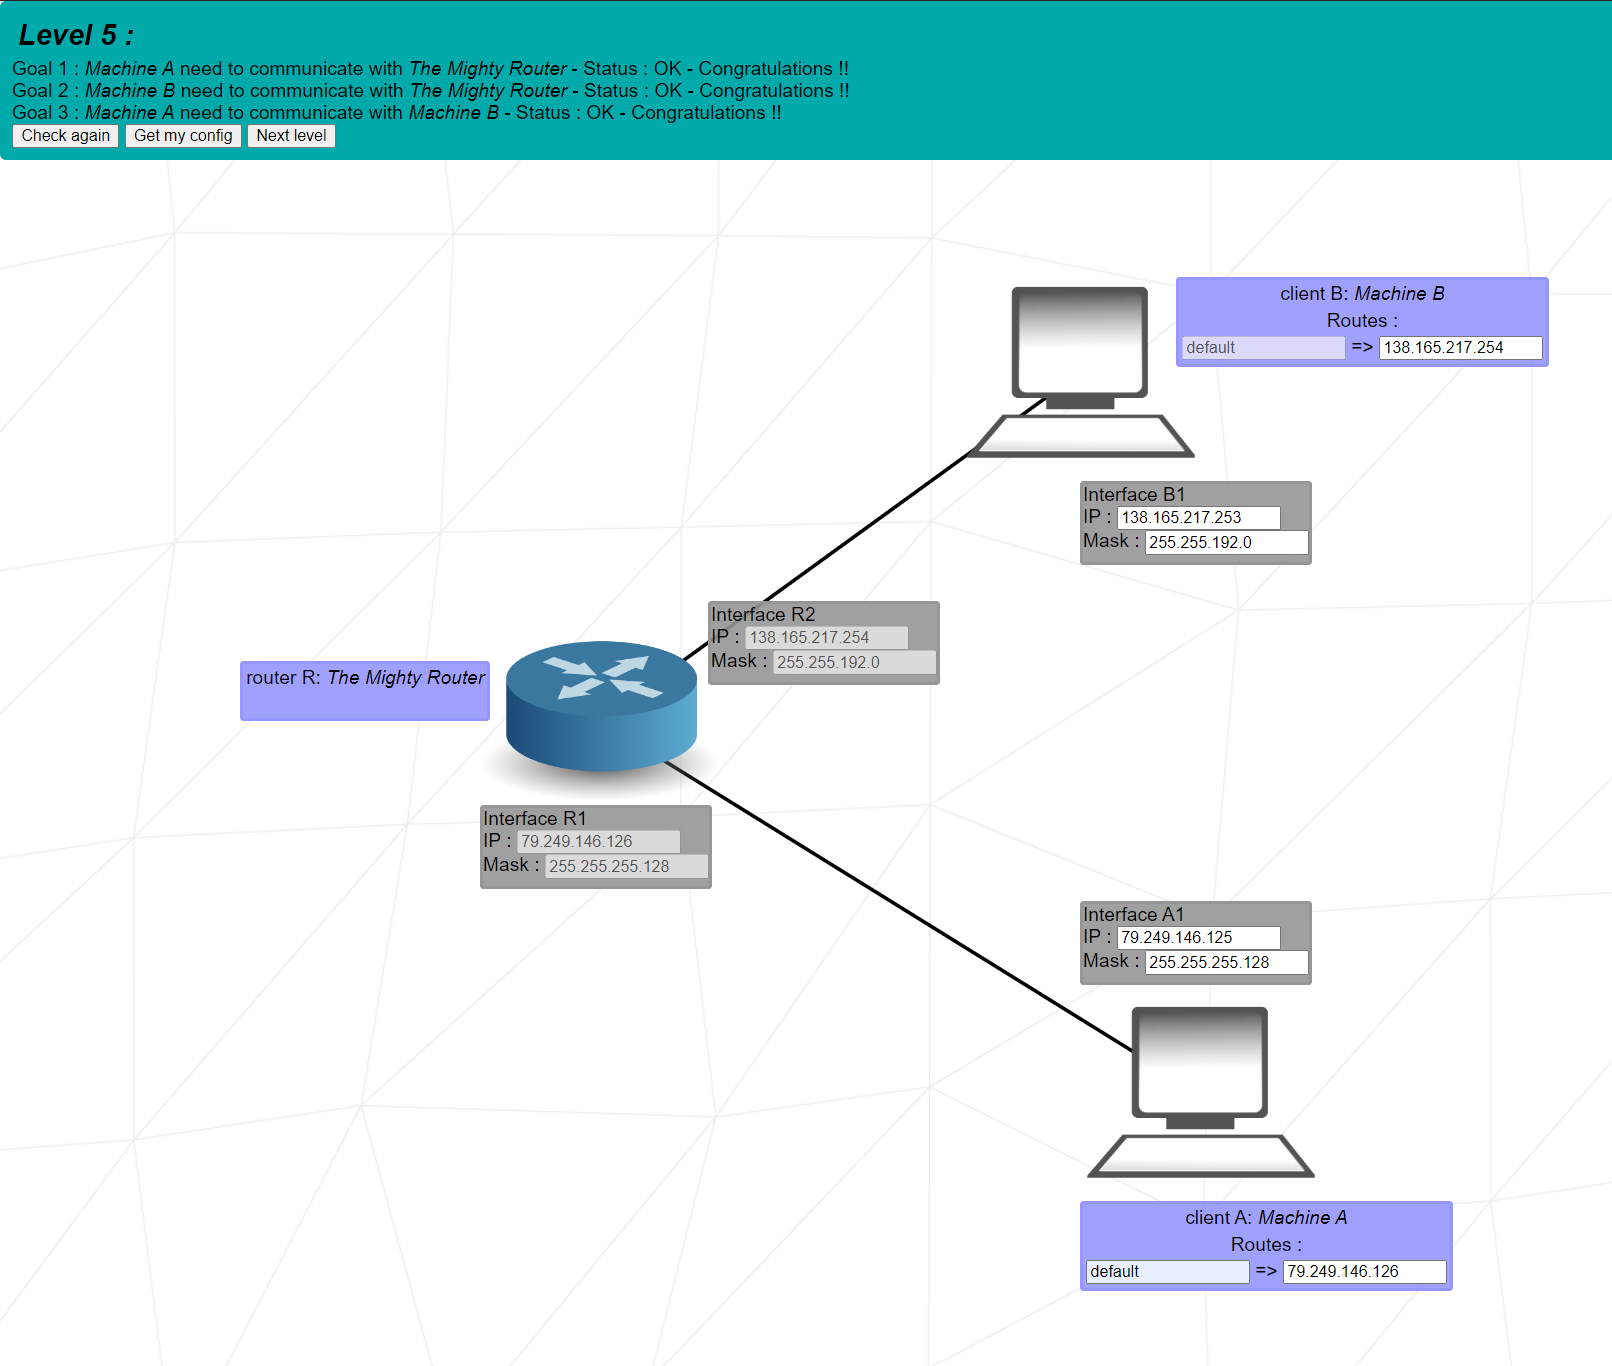 Level 5 :
Goal 1 : Machine A need to communicate with The Mighty Router - Status : OK - Congratulations !!
Goal 2 : Machine B need to communicate with The Mighty Router - Status : OK - Congratulations !!
Goal 3 : Machine A need to communicate with Machine B - Status : OK - Congratulations !!
Check again Get my config Next level
client B: Machine B
Routes :
default => 138.165.217.254
Interface B1
IP : 138.165.217.253
Mask : 255.255.192.0
Interface R2
IP : 138.165.217.254
Mask : 255.255.192.0
router R: The Mighty Router
Interface R1
IP : 79.249.146.126
Mask : 255.255.255.128
Interface A1
IP : 79.249.146.125
Mask : 255.255.255.128
client A: Machine A
Routes :
default => 79.249.146.126